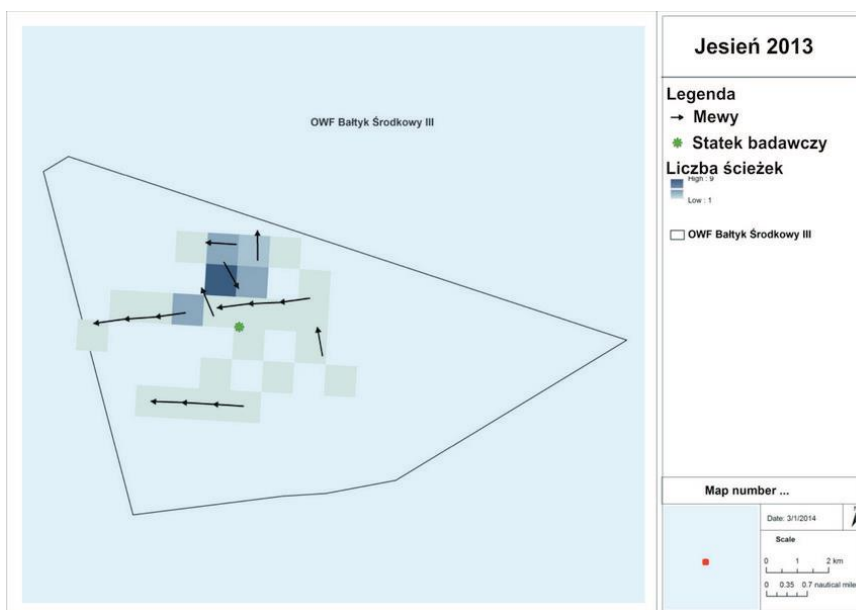 OWF Bałtyk Środkowy III
Jesień 2013
Legenda
Mewy
Statek badawczy
Liczba ścieżek
High : 9
Low : 1
OWF Bałtyk Środkowy III
Map number ...
Date: 3/1/2014
Scale
0 1 2 km
0 0.35 0.7 nautical mile